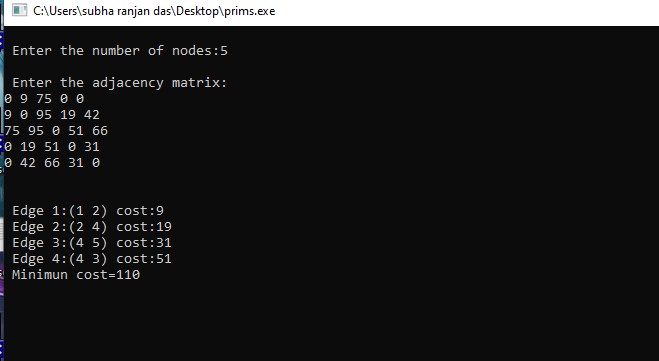 C:\Users\subha ranjan das\Desktop\prims.exe
Enter the number of nodes:5
Enter the adjacency matrix:
0 9 75 0 0
9 0 95 19 42
75 95 0 51 66
0 19 51 0 31
0 42 66 31 0
Edge 1:(1 2) cost:9
Edge 2:(2 4) cost:19
Edge 3:(4 5) cost:31
Edge 4:(4 3) cost:51
Minimun cost=110